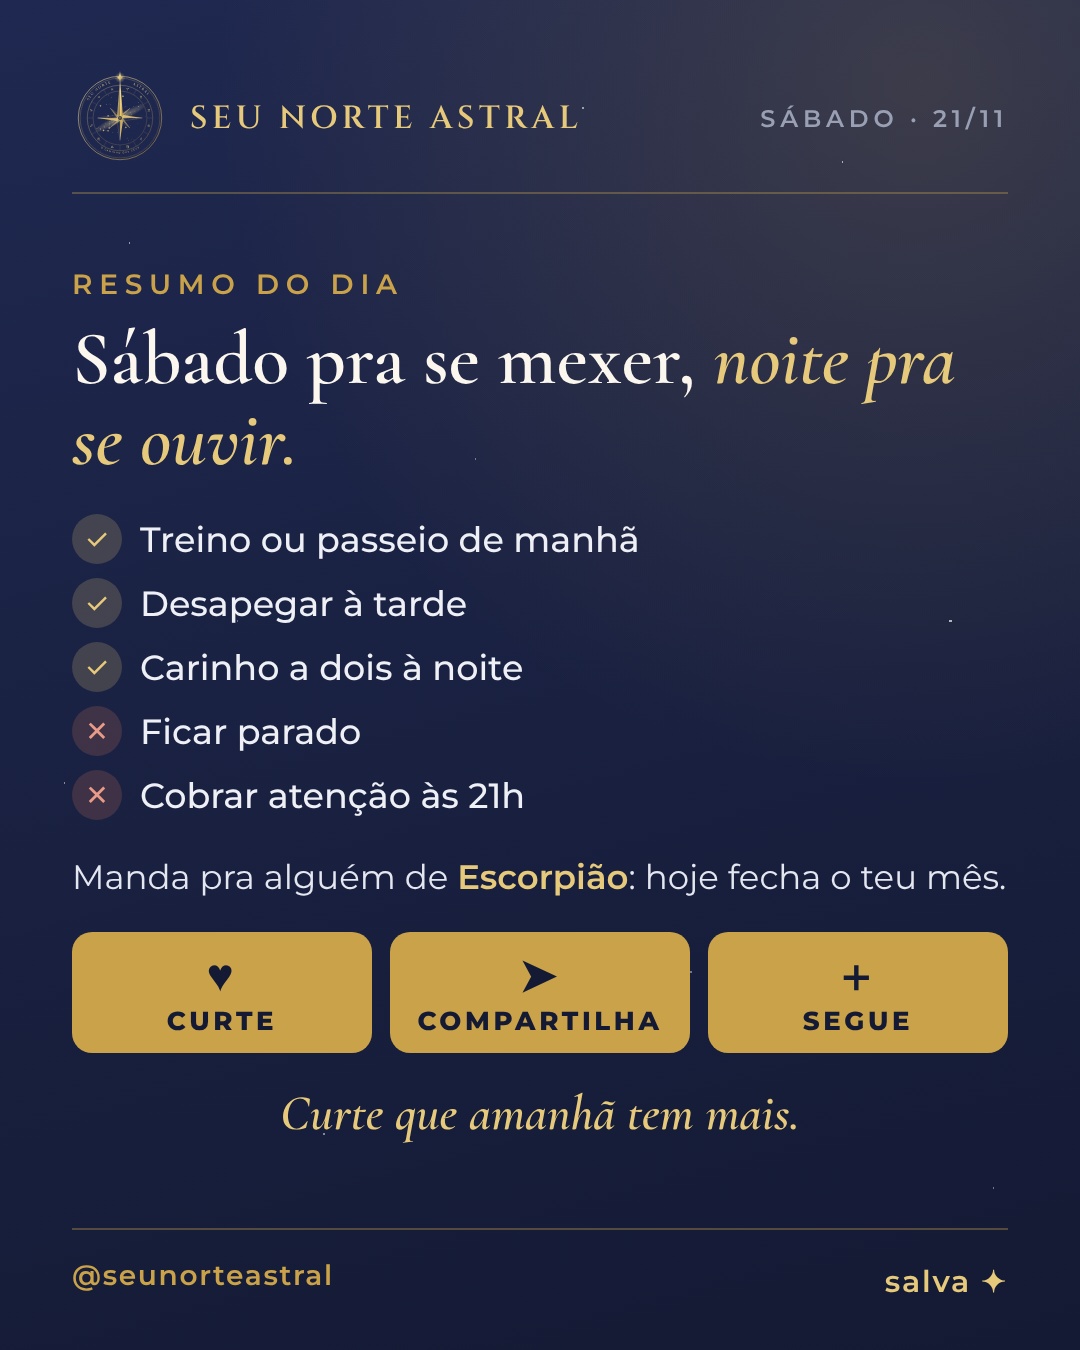 SEU NORTE ASTRAL
SÁBADO · 21/11
RESUMO DO DIA
Sábado pra se mexer, noite pra
se ouvir.
✓ Treino ou passeio de manhã
✓ Desapegar à tarde
✓ Carinho a dois à noite
✕ Ficar parado
✕ Cobrar atenção às 21h
Manda pra alguém de Escorpião: hoje fecha o teu mês.
♥
CURTE
➤
COMPARTILHA
+
SEGUE
Curte que amanhã tem mais.
@seunorteastral
salva ✦